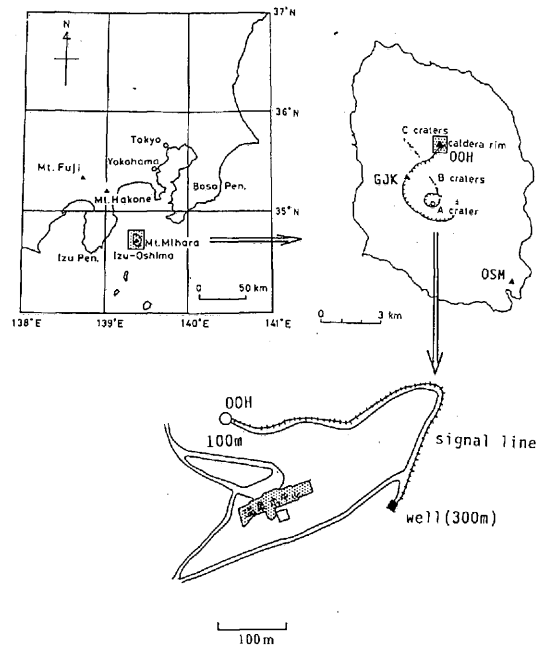 N
37°N
36°N
Tokyo
Yokohama
Mt.Fuji
Mt.Hakone
Boso Pen.
35°N
Izu Pen.
Mt.Mihara
Izu-Oshima
0 50 km
138°E 139°E 140°E 141°E
C craters
caldera rim
OOH
GJK
B craters
A crater
OSM
0 3 km
OOH
100m
signal line
well(300m)
100m